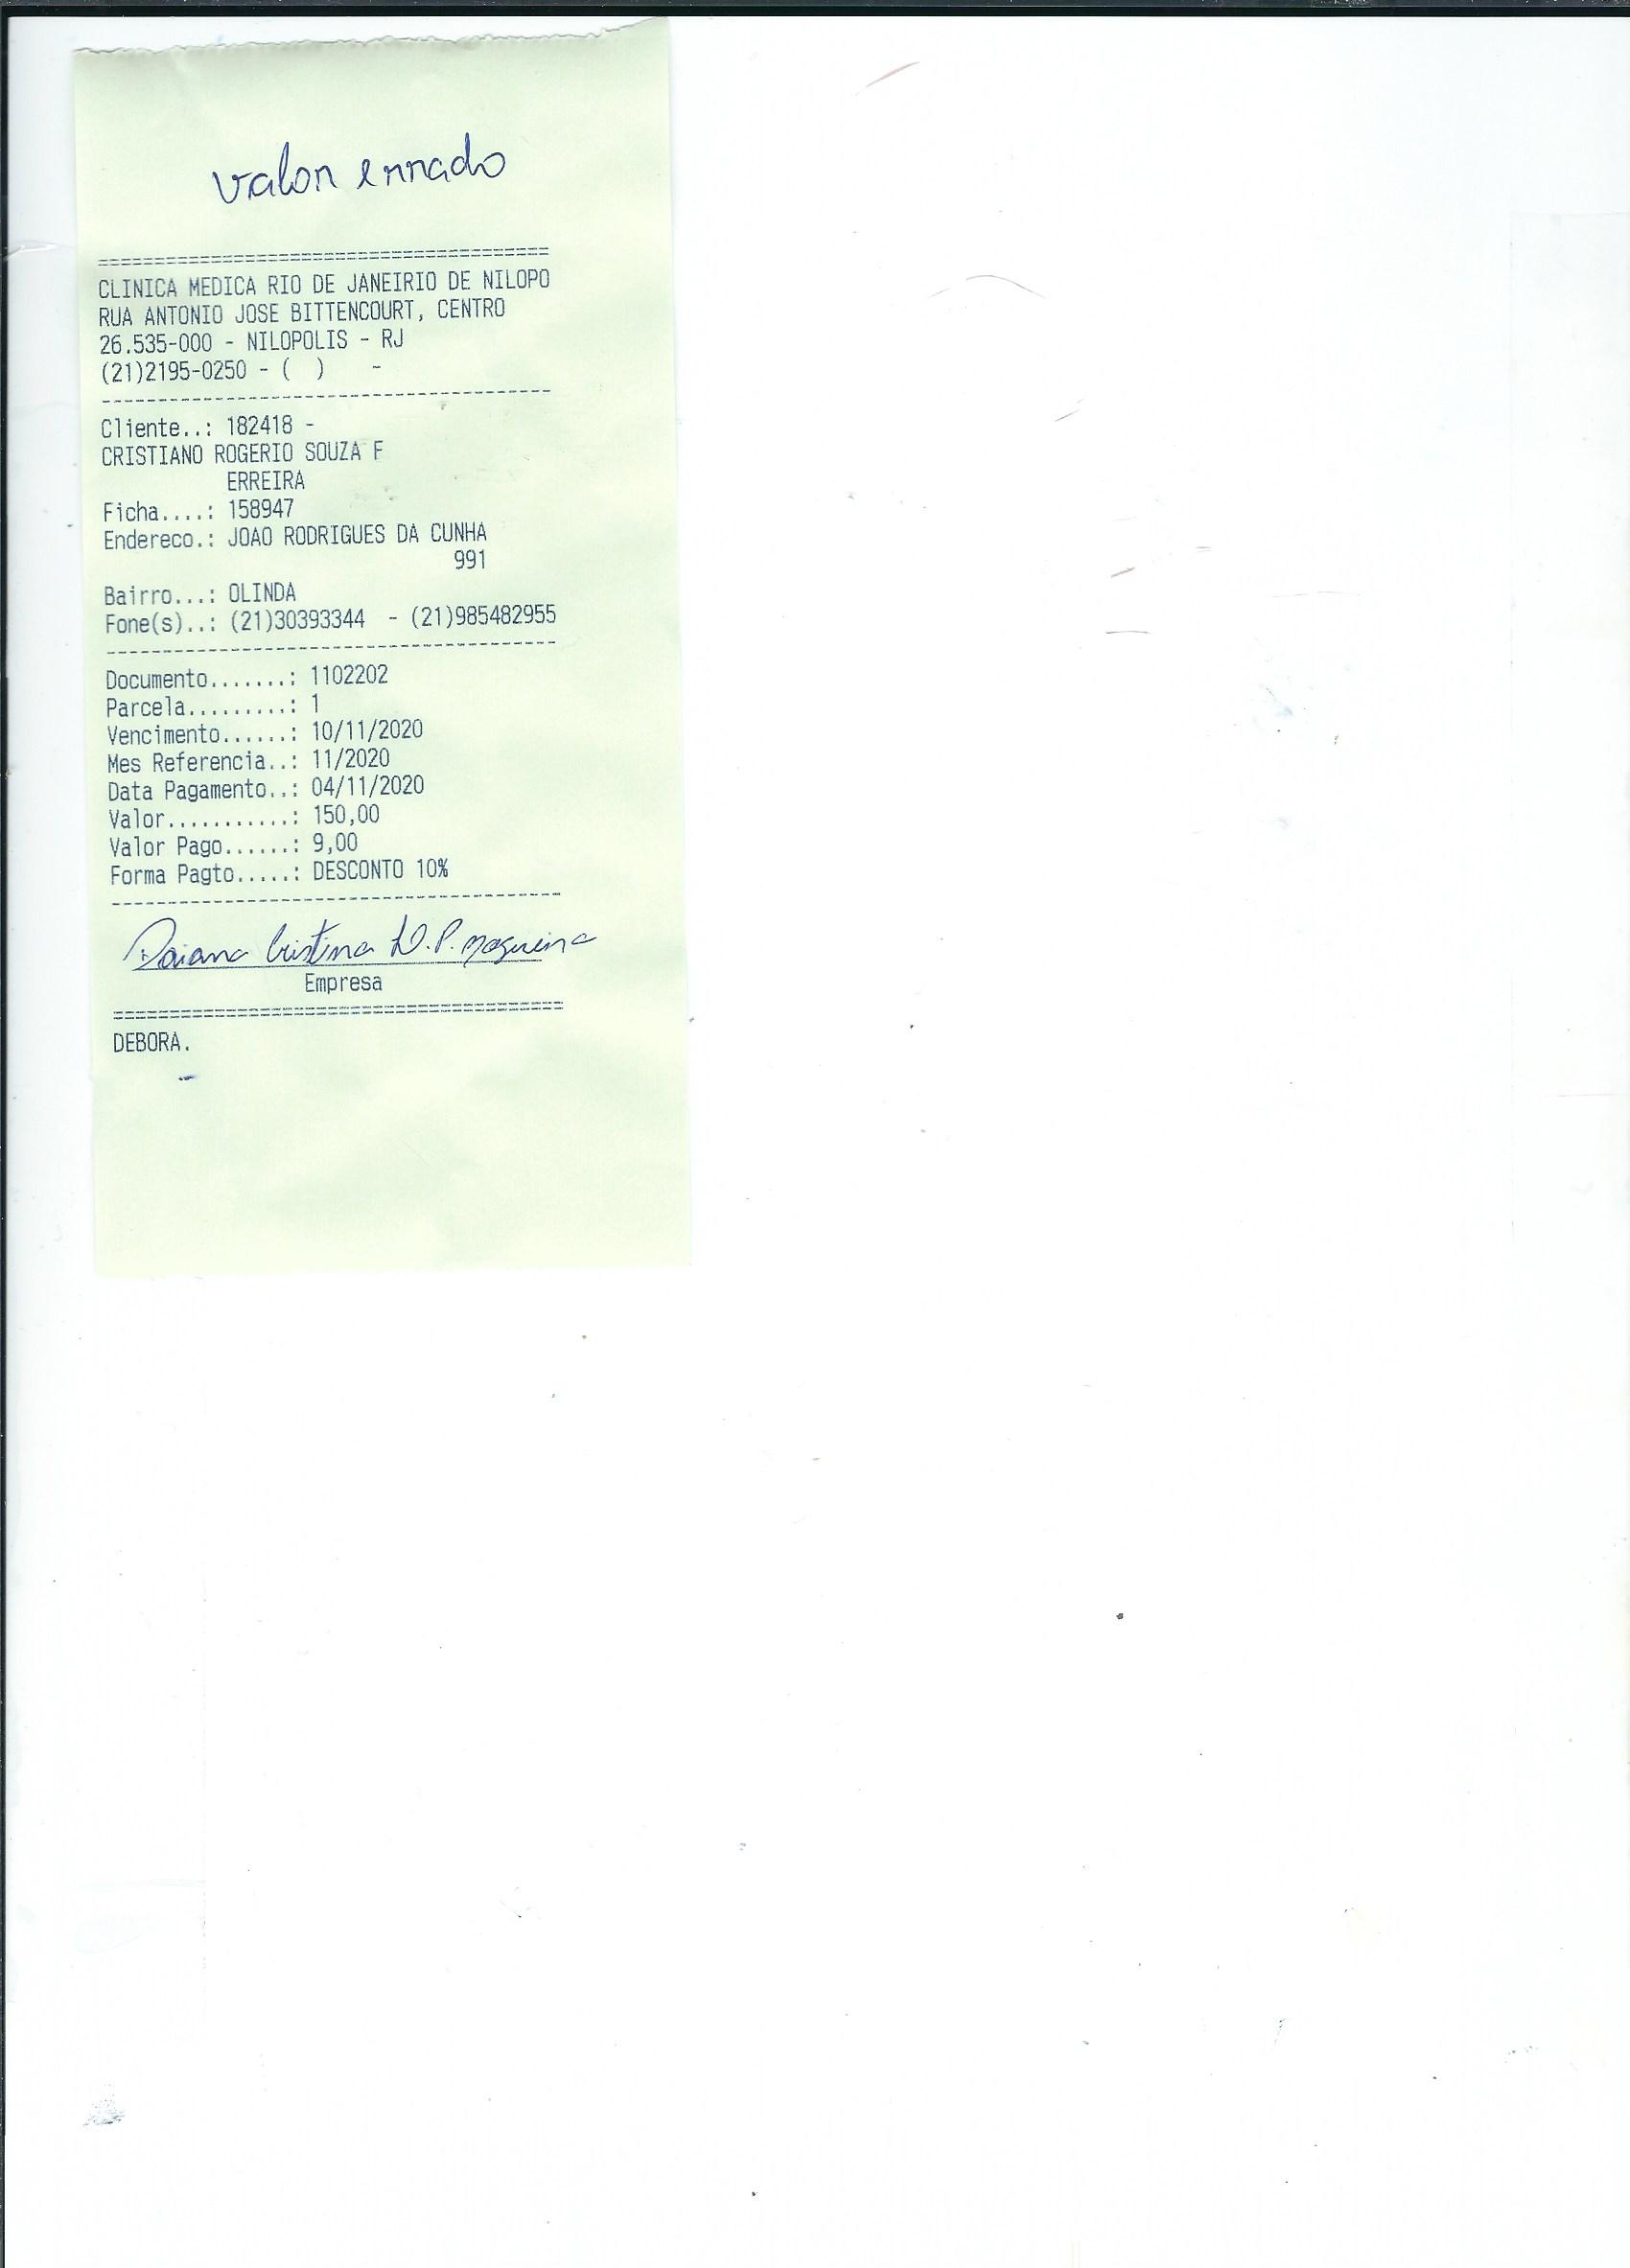 valor errado
=======================================
CLINICA MEDICA RIO DE JANEIRIO DE NILOPO
RUA ANTONIO JOSE BITTENCOURT, CENTRO
26.535-000 - NILOPOLIS - RJ
(21)2195-0250 - (  )    -
---------------------------------------
Cliente..: 182418 -
CRISTIANO ROGERIO SOUZA F
ERREIRA
Ficha....: 158947
Endereco.: JOAO RODRIGUES DA CUNHA
991
Bairro...: OLINDA
Fone(s)..: (21)30393344  - (21)985482955
---------------------------------------
Documento.......: 1102202
Parcela.........: 1
Vencimento......: 10/11/2020
Mes Referencia..: 11/2020
Data Pagamento..: 04/11/2020
Valor...........: 150,00
Valor Pago......: 9,00
Forma Pagto.....: DESCONTO 10%
---------------------------------------
Daiana Cristina D. P. Nogueira
Empresa
=======================================
DEBORA.